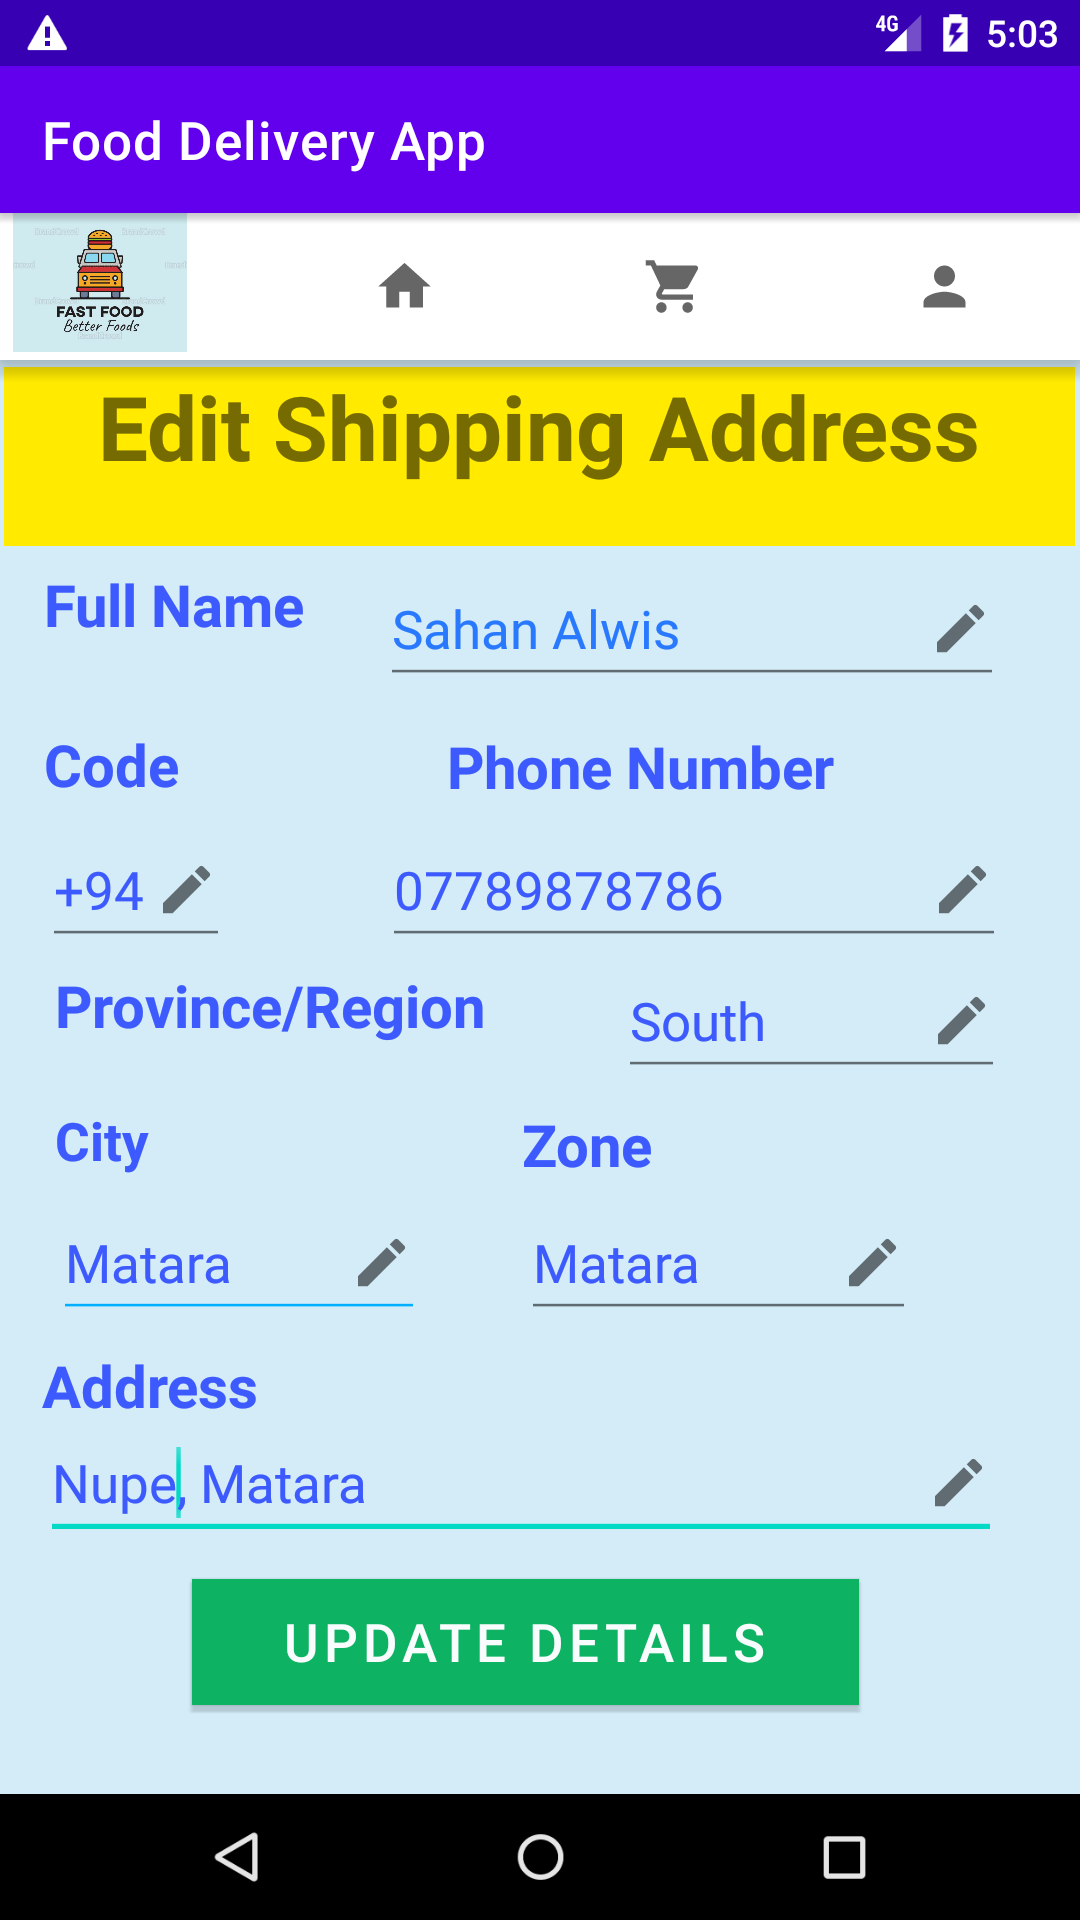 4G 5:03
Food Delivery App
FAST FOOD
Better Foods
Edit Shipping Address
Full Name
Sahan Alwis
Code Phone Number
+94 07789878786
Province/Region
South
City Zone
Matara Matara
Address
Nupe, Matara
UPDATE DETAILS